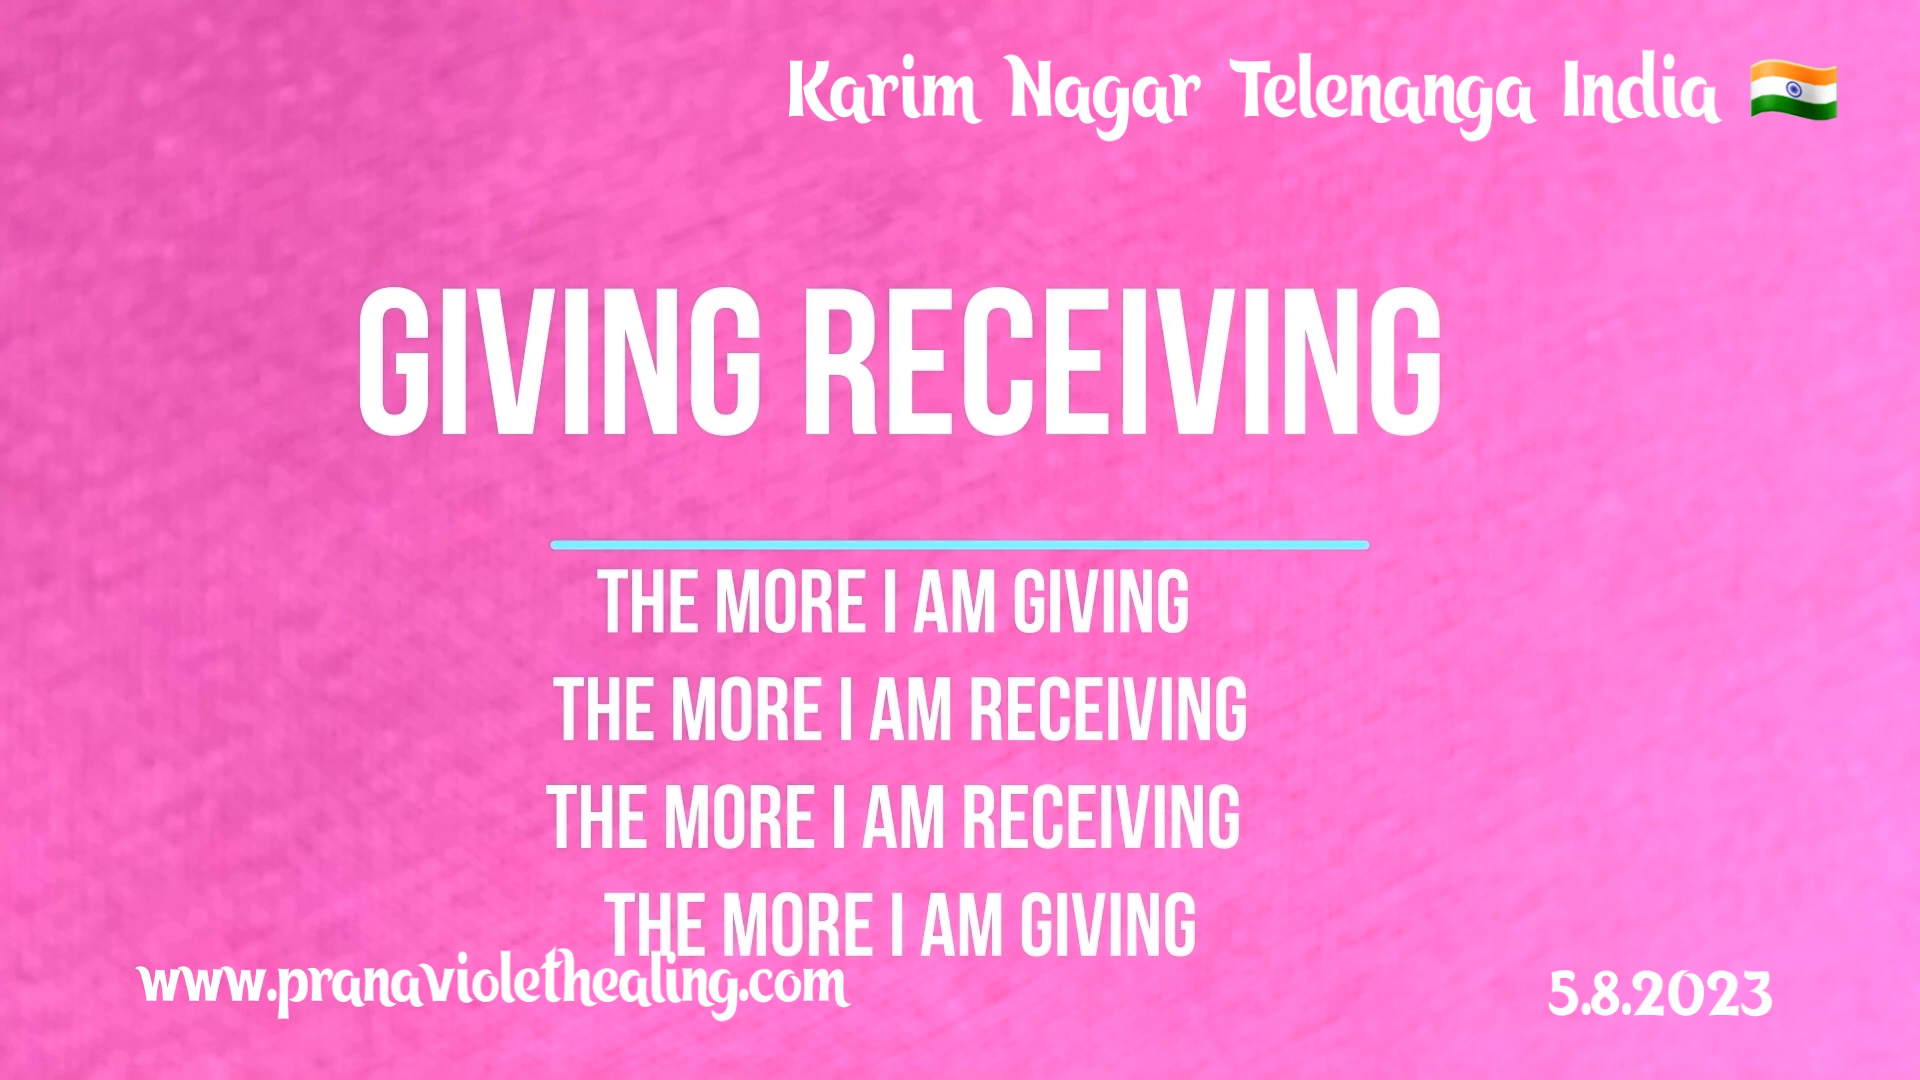 Karim Nagar Telenanga India 🇮🇳
GIVING RECEIVING
THE MORE I AM GIVING
THE MORE I AM RECEIVING
THE MORE I AM RECEIVING
THE MORE I AM GIVING
www.pranaviolethealing.com
5.8.2023